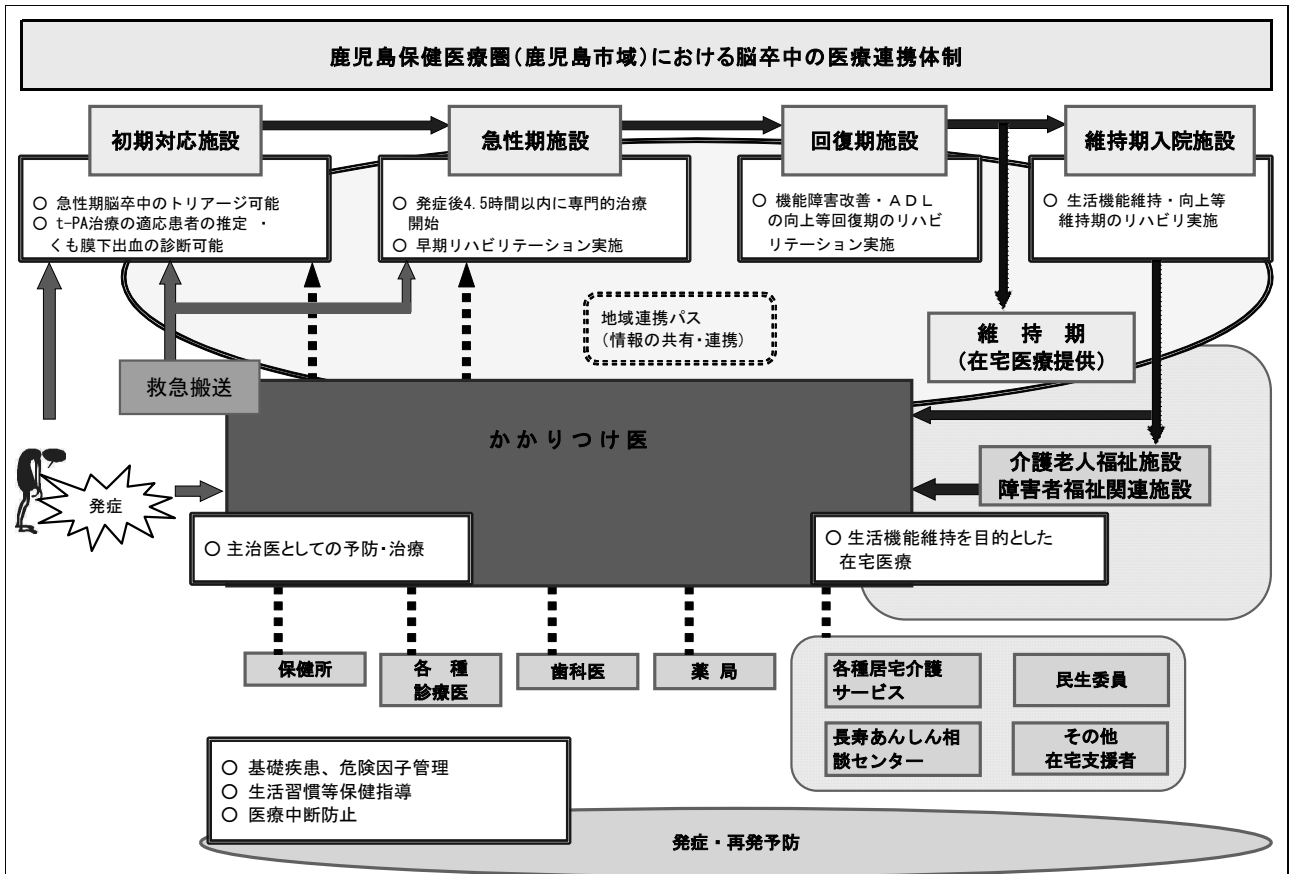 鹿児島保健医療圏(鹿児島市域)における脳卒中の医療連携体制
初期対応施設
○ 急性期脳卒中のトリアージ可能
○ t-PA治療の適応患者の推定 ・
くも膜下出血の診断可能
急性期施設
○ 発症後4.5時間以内に専門的治療
開始
○ 早期リハビリテーション実施
回復期施設
○ 機能障害改善・ADL
の向上等回復期のリハビ
リテーション実施
維持期入院施設
○ 生活機能維持・向上等
維持期のリハビリ実施
地域連携パス
(情報の共有・連携)
維 持 期
(在宅医療提供)
救急搬送
かかりつけ医
介護老人福祉施設
障害者福祉関連施設
発症
○ 主治医としての予防・治療
○ 生活機能維持を目的とした
在宅医療
保健所
各 種
診療医
歯科医
薬 局
各種居宅介護
サービス
民生委員
長寿あんしん相
談センター
その他
在宅支援者
○ 基礎疾患、危険因子管理
○ 生活習慣等保健指導
○ 医療中断防止
発症・再発予防